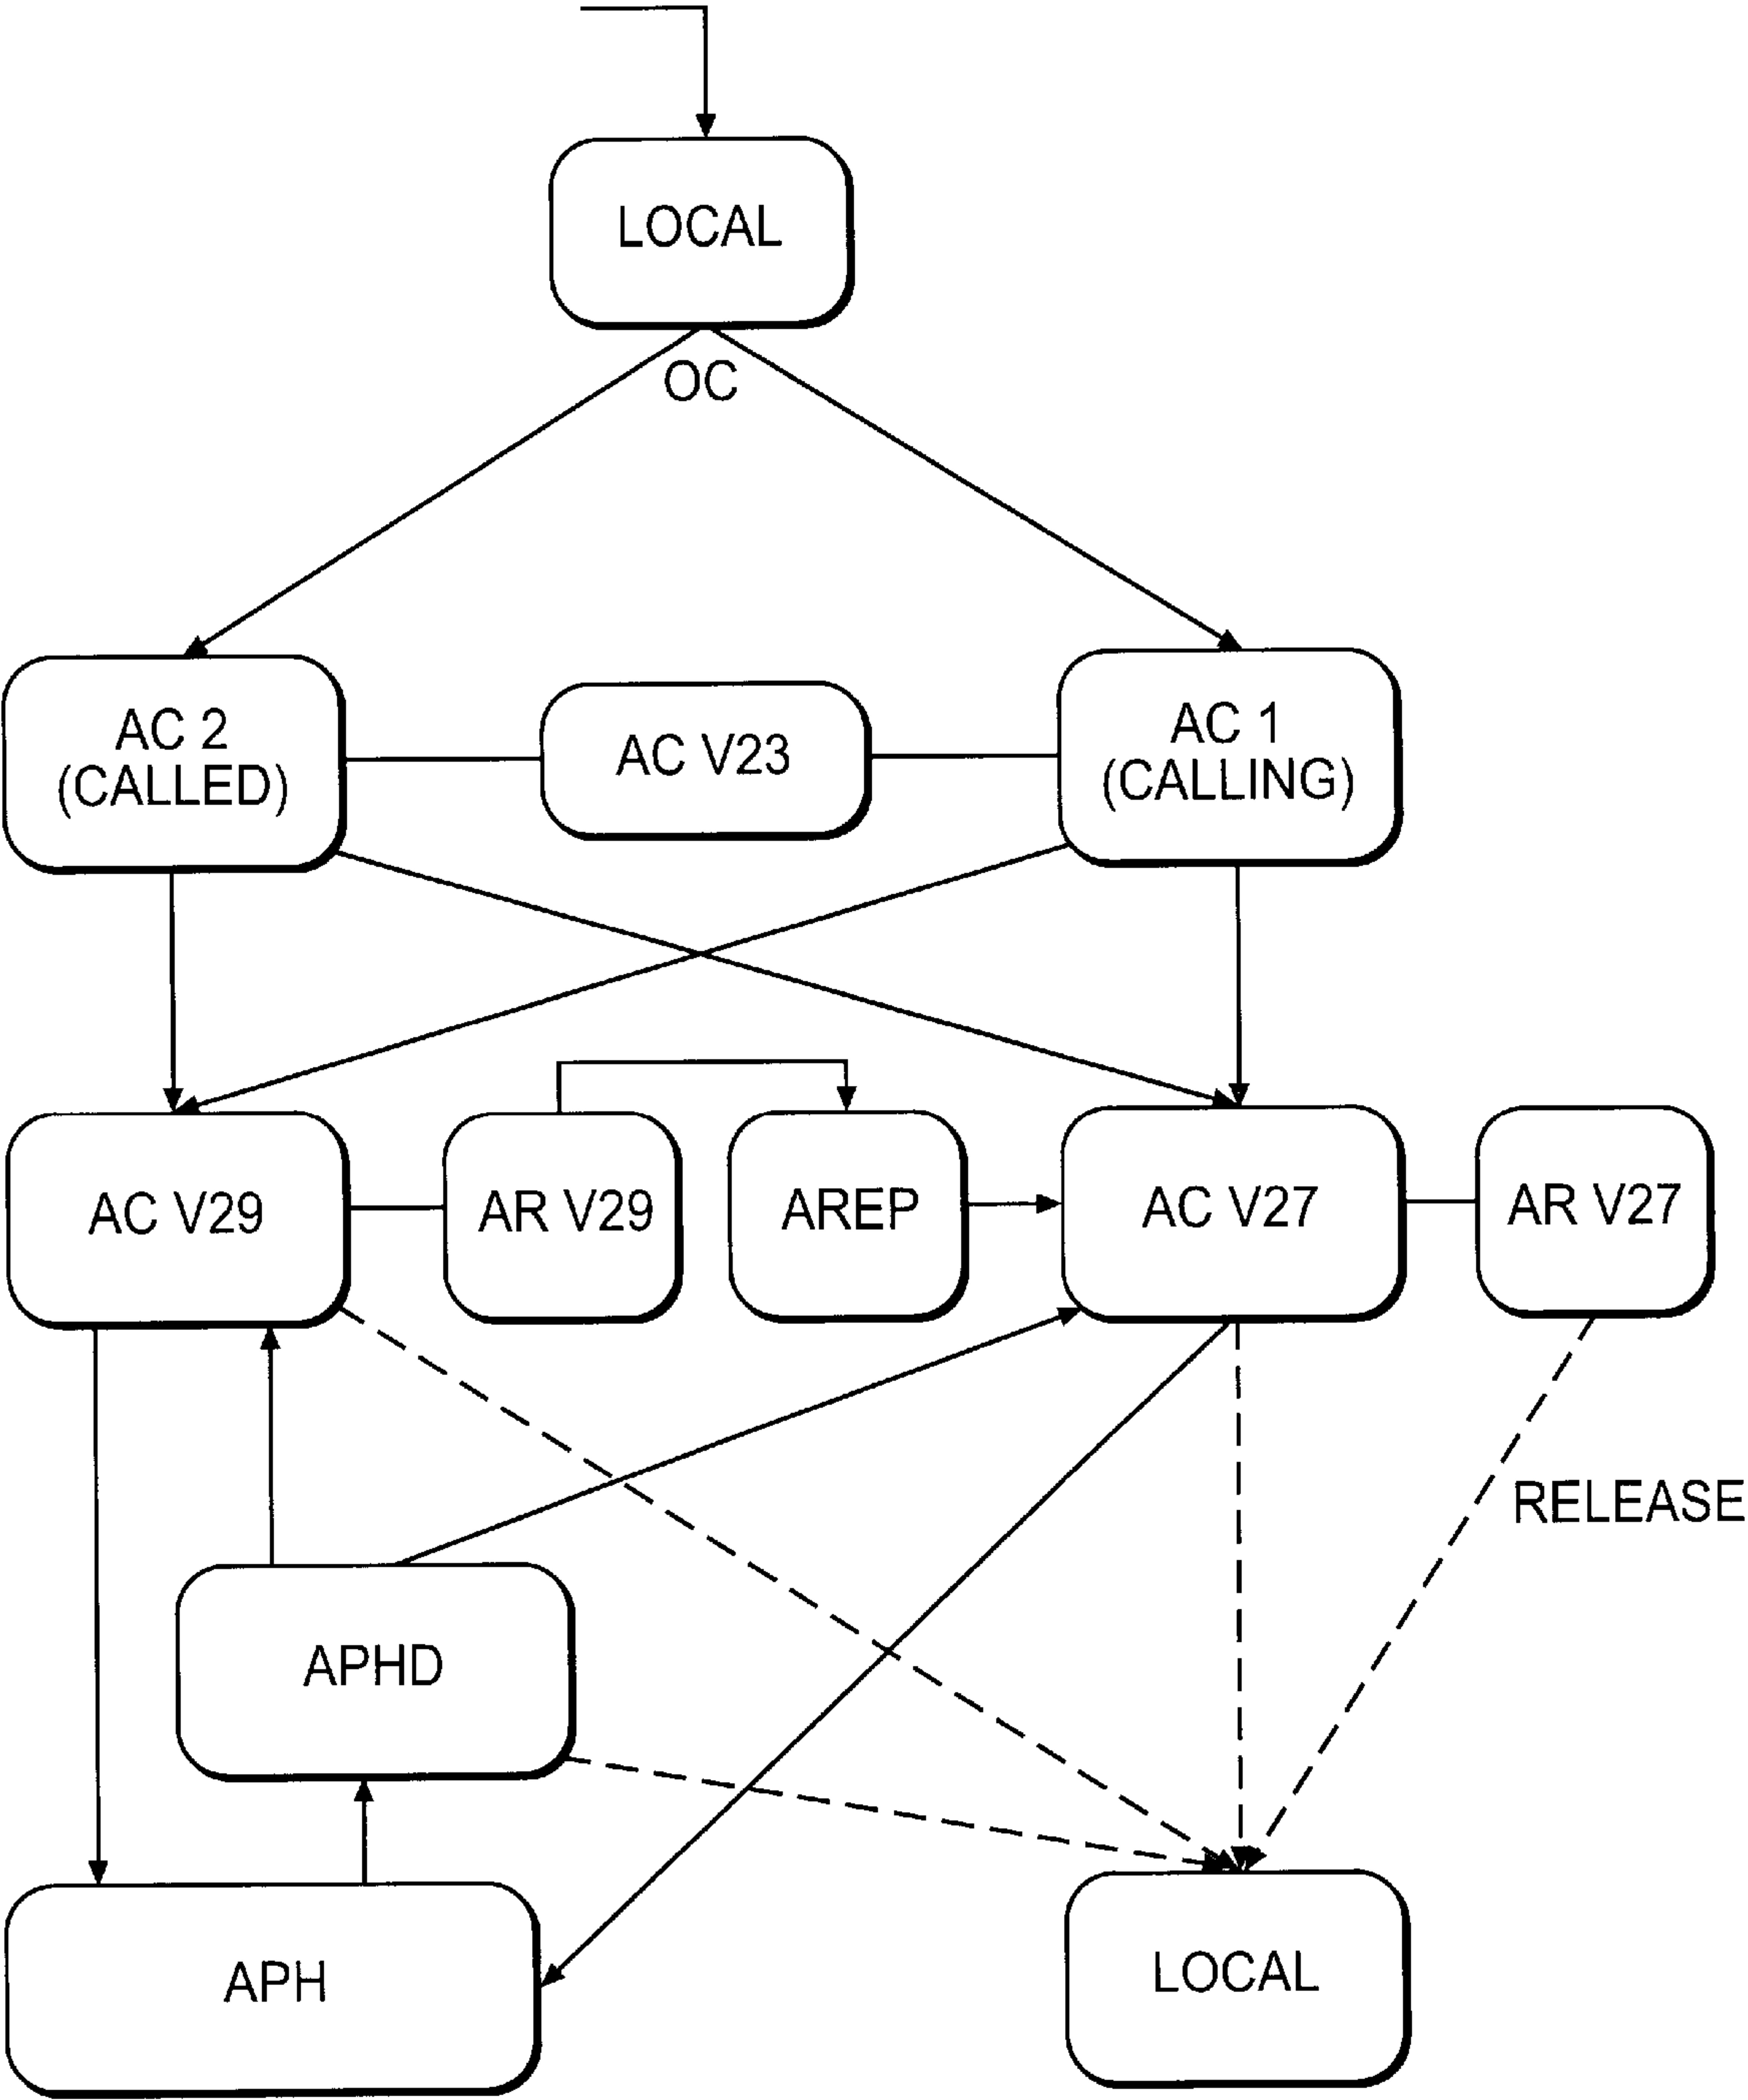 LOCAL
OC
AC 2
(CALLED)
AC V23
AC 1
(CALLING)
AC V29
AR V29
AREP
AC V27
AR V27
RELEASE
APHD
APH
LOCAL